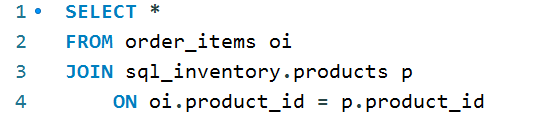 1 SELECT *
2 FROM order_items oi
3 JOIN sql_inventory.products p
4 ON oi.product_id = p.product_id